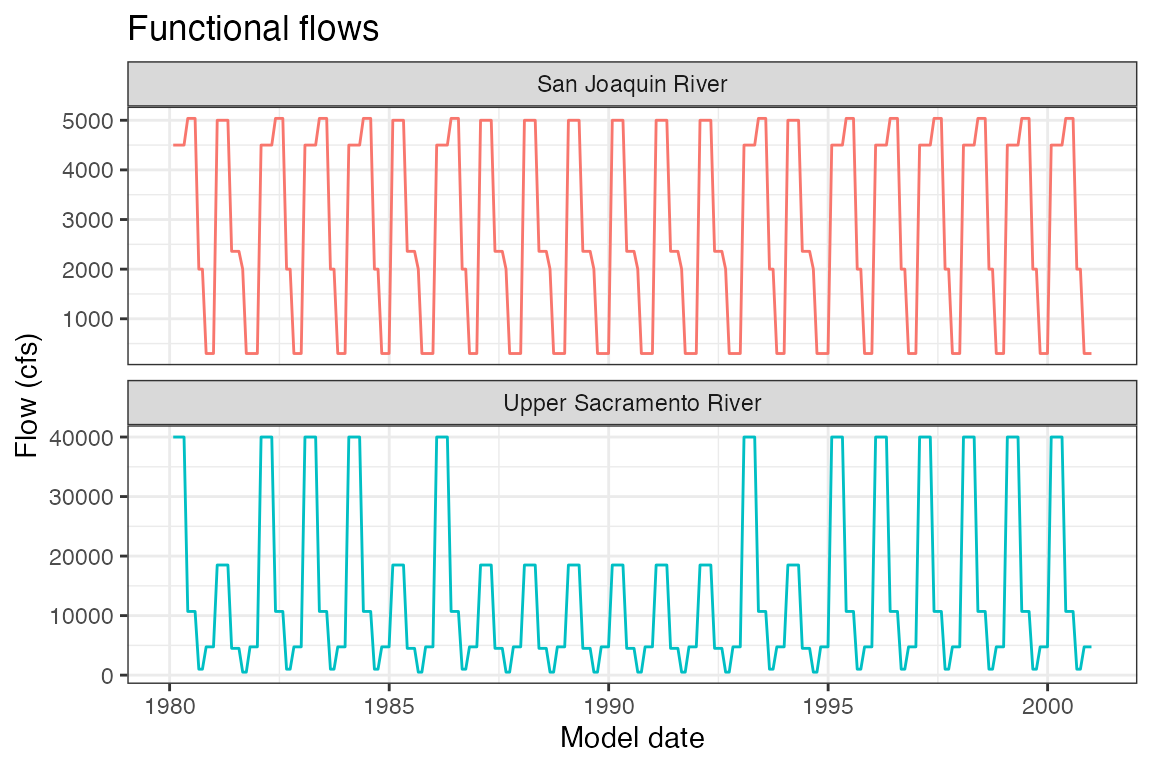 Functional flows
San Joaquin River
5000
4000
3000
2000
1000
Upper Sacramento River
40000
30000
20000
10000
0
Flow (cfs)
1980 1985 1990 1995 2000
Model date